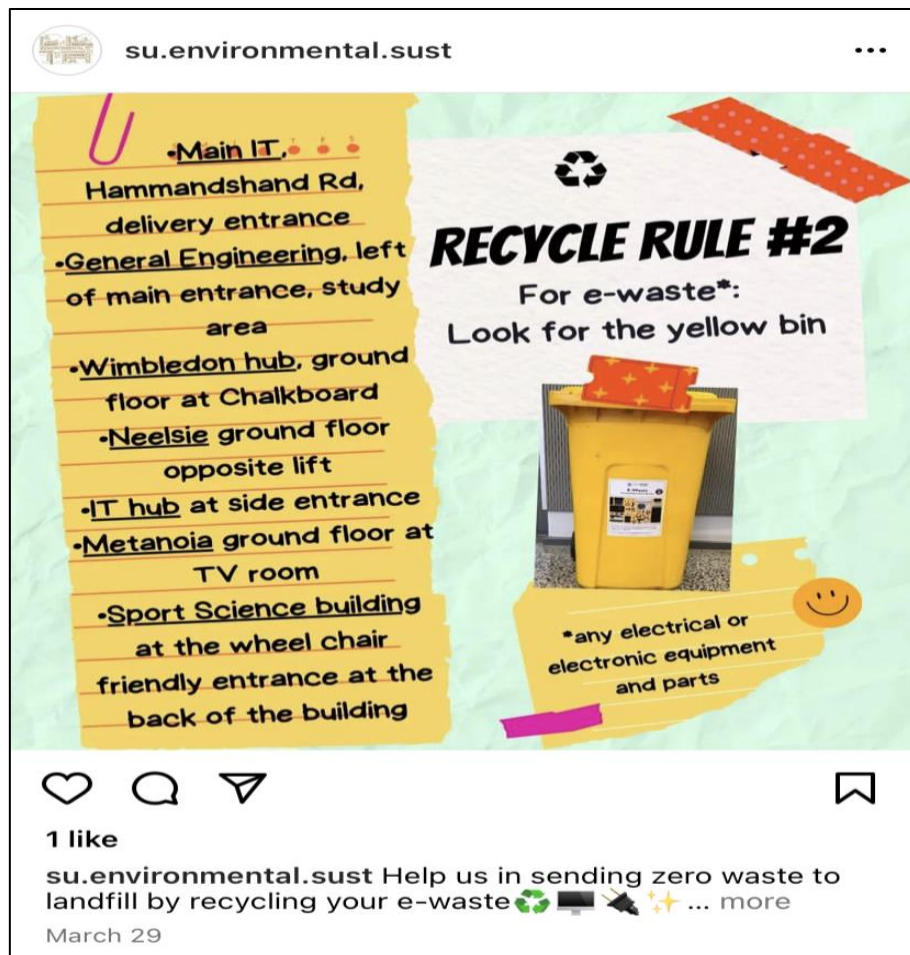 su.environmental.sust
•Main IT,
Hammandshand Rd,
delivery entrance
•General Engineering, left
of main entrance, study
area
•Wimbledon hub, ground
floor at Chalkboard
•Neelsie ground floor
opposite lift
•IT hub at side entrance
•Metanoia ground floor at
TV room
•Sport Science building
at the wheel chair
friendly entrance at the
back of the building
RECYCLE RULE #2
For e-waste*:
Look for the yellow bin
*any electrical or
electronic equipment
and parts
1 like
su.environmental.sust Help us in sending zero waste to
landfill by recycling your e-waste♻️🖥️🔌✨ ... more
March 29